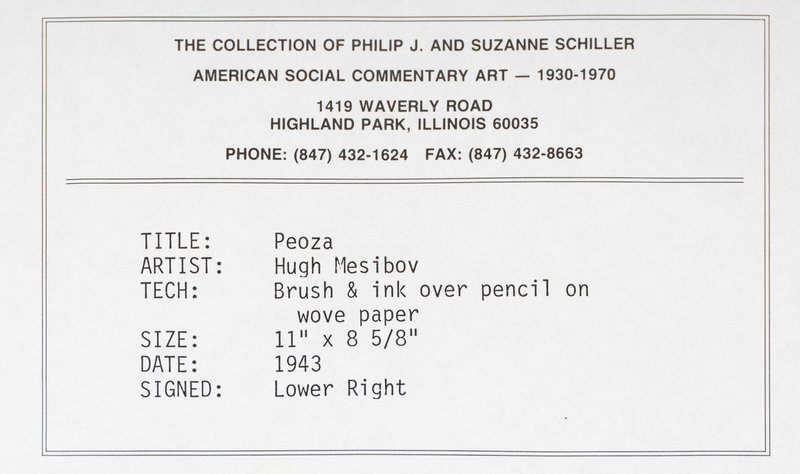 THE COLLECTION OF PHILIP J. AND SUZANNE SCHILLER
AMERICAN SOCIAL COMMENTARY ART — 1930-1970
1419 WAVERLY ROAD
HIGHLAND PARK, ILLINOIS 60035
PHONE: (847) 432-1624 FAX: (847) 432-8663
TITLE: Peoza
ARTIST: Hugh Mesibov
TECH: Brush & ink over pencil on
wove paper
SIZE: 11" x 8 5/8"
DATE: 1943
SIGNED: Lower Right